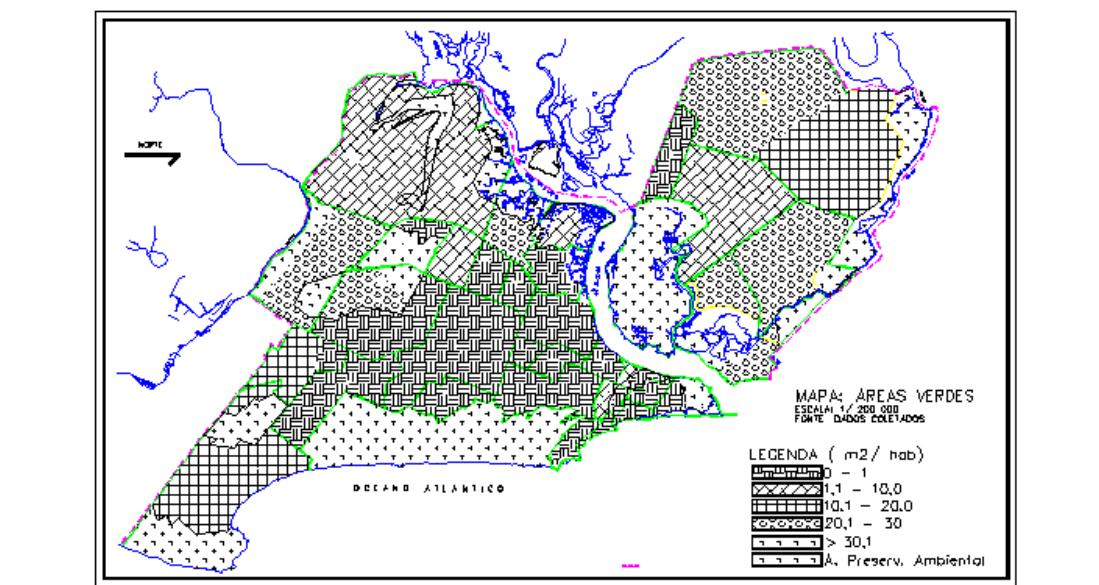 NORTE
MAPA: ÁREAS VERDES
ESCALA: 1/ 200 000
FONTE DADOS COLETADOS
LEGENDA ( m2/ hab)
0 - 1
1,1 - 10,0
10,1 - 20,0
20,1 - 30
> 30,1
A. Preserv. Ambiental
OCEANO ATLANTICO